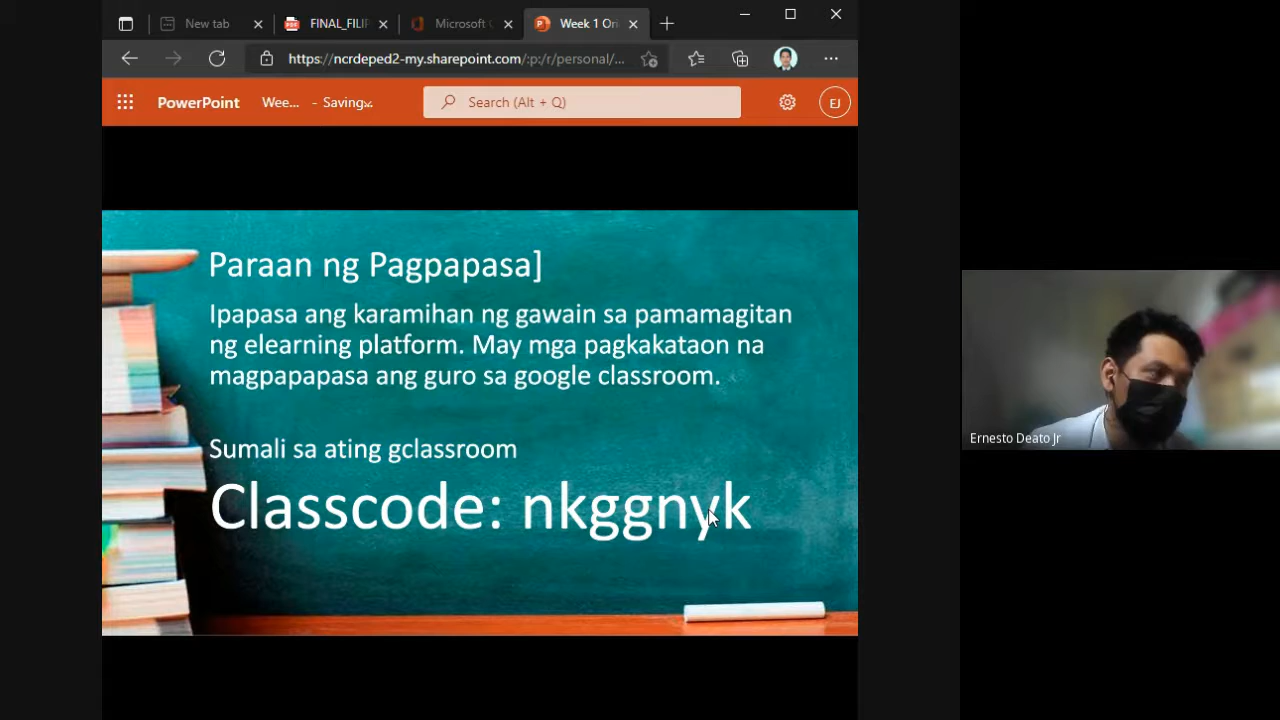 New tab
FINAL_FILIP
Microsoft
Week 1 Ori
https://ncrdeped2-my.sharepoint.com/:p:/r/personal/...
PowerPoint
Wee... - Saving...
Search (Alt + Q)
EJ
Paraan ng Pagpapasa]
Ipapasa ang karamihan ng gawain sa pamamagitan
ng elearning platform. May mga pagkakataon na
magpapapasa ang guro sa google classroom.
Sumali sa ating gclassroom
Classcode: nkggnyk
Ernesto Deato Jr